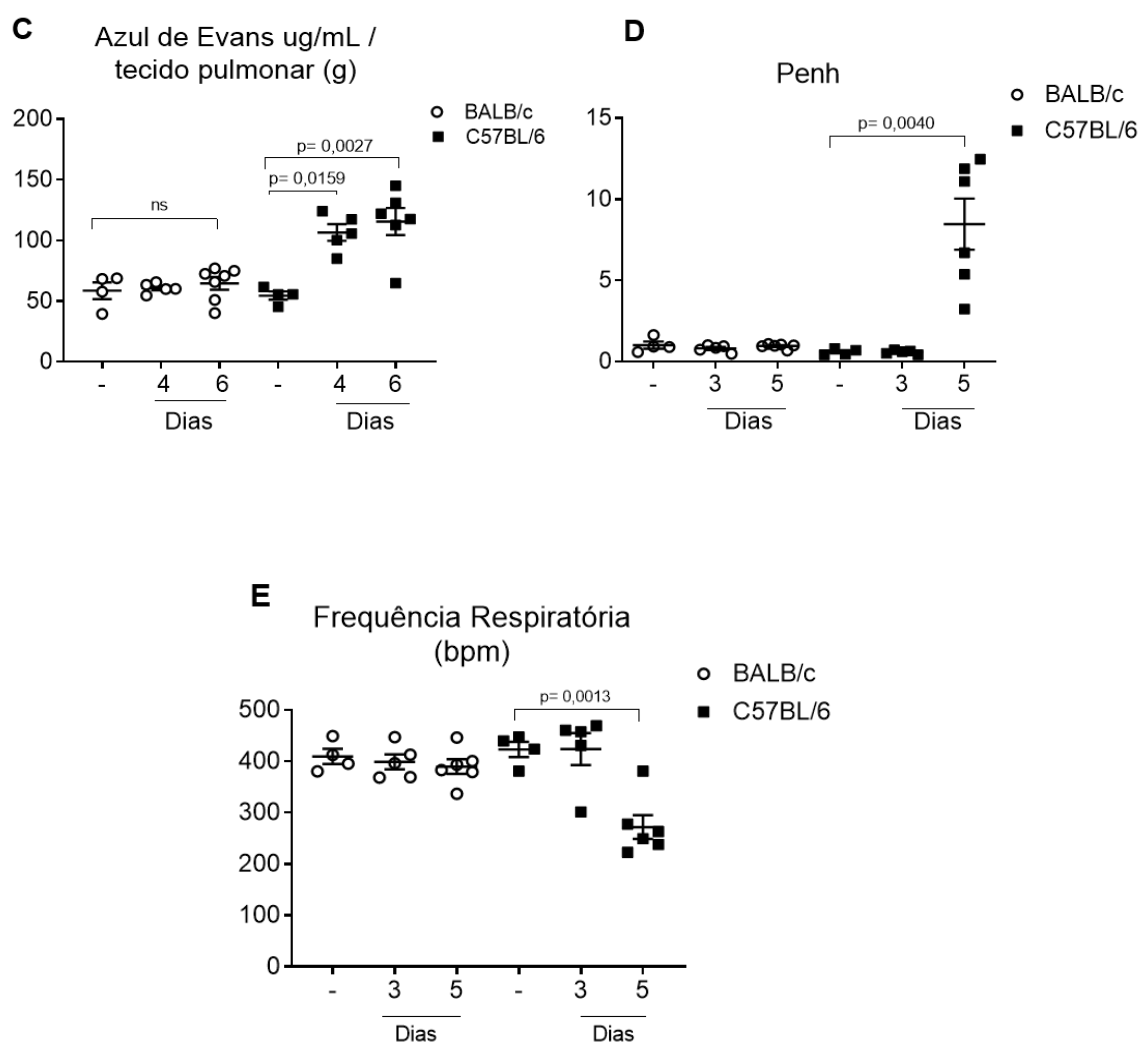 C
Azul de Evans ug/mL /
tecido pulmonar (g)
BALB/c
C57BL/6
200
150
100
50
0
ns
p= 0,0159
p= 0,0027
- 4 6 - 4 6
Dias Dias
D
Penh
BALB/c
C57BL/6
15
10
5
0
p= 0,0040
- 3 5 - 3 5
Dias Dias
E
Frequência Respiratória
(bpm)
BALB/c
C57BL/6
500
400
300
200
100
0
p= 0,0013
- 3 5 - 3 5
Dias Dias